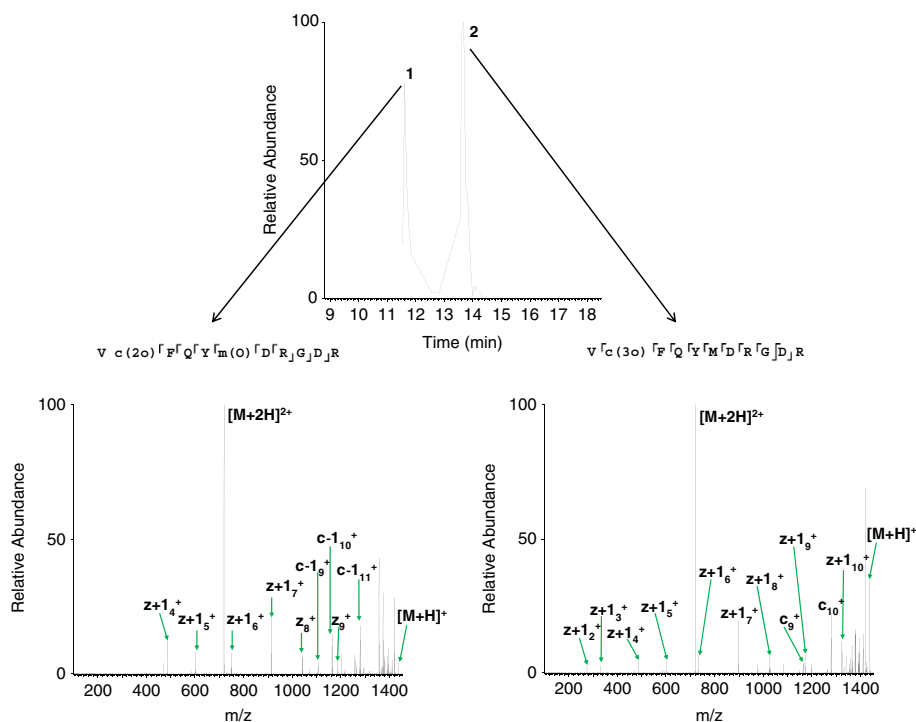 100
50
0
Relative Abundance
1
2
9 10 11 12 13 14 15 16 17 18
Time (min)
V c(2o)⌈F⌈Q⌈Y⌈m(O)⌈D⌈R⌋G⌋D⌋R
V⌈c(3o)⌈F⌈Q⌈Y⌈M⌈D⌈R⌈G⌈⌋D⌋R
100
50
0
Relative Abundance
[M+2H]²⁺
z+1₄⁺
z+1₅⁺
z+1₆⁺
z+1₇⁺
z₈⁺
c-1₉⁺
c-1₁₀⁺
z₉⁺
c-1₁₁⁺
[M+H]⁺
200 400 600 800 1000 1200 1400
m/z
100
50
0
Relative Abundance
[M+2H]²⁺
z+1₂⁺
z+1₃⁺
z+1₄⁺
z+1₅⁺
z+1₆⁺
z+1₇⁺
z+1₈⁺
c₉⁺
z+1₉⁺
c₁₀⁺
z+1₁₀⁺
[M+H]⁺
200 400 600 800 1000 1200 1400
m/z